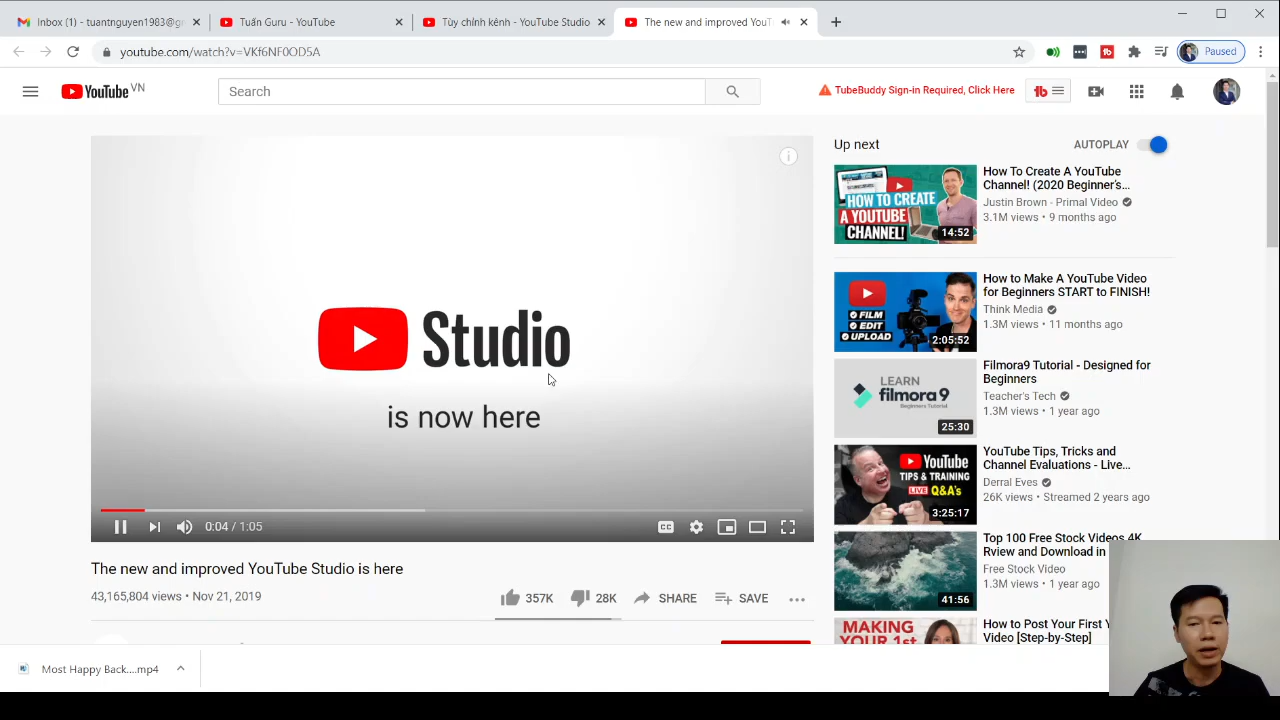 Inbox (1) - tuantnguyen1983@g
Tuấn Guru - YouTube
Tùy chỉnh kênh - YouTube Studio
The new and improved YouT
youtube.com/watch?v=VKf6NF0OD5A
Paused
YouTube VN
Search
TubeBuddy Sign-in Required, Click Here
tb
Studio
is now here
0:04 / 1:05
CC
The new and improved YouTube Studio is here
43,165,804 views • Nov 21, 2019
357K
28K
SHARE
SAVE
Up next
AUTOPLAY
HOW TO CREATE
A YOUTUBE
CHANNEL!
14:52
How To Create A YouTube
Channel! (2020 Beginner's...
Justin Brown - Primal Video
3.1M views • 9 months ago
FILM
EDIT
UPLOAD
2:05:52
How to Make A YouTube Video
for Beginners START to FINISH!
Think Media
1.3M views • 11 months ago
LEARN
filmora9
Beginners Tutorial
25:30
Filmora9 Tutorial - Designed for
Beginners
Teacher's Tech
1.3M views • 1 year ago
YouTube
TIPS & TRAINING
LIVE Q&A's
3:25:17
YouTube Tips, Tricks and
Channel Evaluations - Live...
Derral Eves
26K views • Streamed 2 years ago
41:56
Top 100 Free Stock Videos 4K
Rview and Download in
Free Stock Video
1.3M views • 1 year ago
MAKING
YOUR 1st
How to Post Your First Y
Video [Step-by-Step]
Most Happy Back....mp4